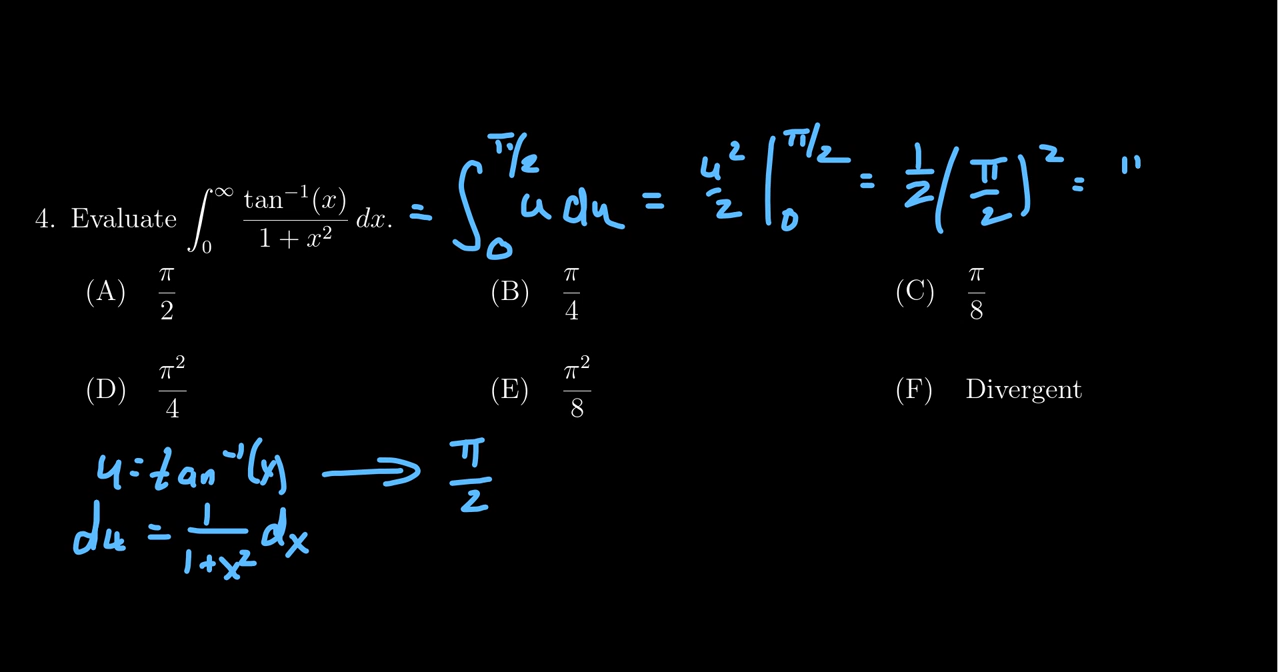 4. Evaluate ∫₀^∞ tan⁻¹(x)/(1 + x²) dx. = ∫₀^{π/2} u du = u²/2 |₀^{π/2} = 1/2 (π/2)² = "
(A) π/2 (B) π/4 (C) π/8
(D) π²/4 (E) π²/8 (F) Divergent
u = tan⁻¹(x) ⟶ π/2
du = 1/(1+x²) dx